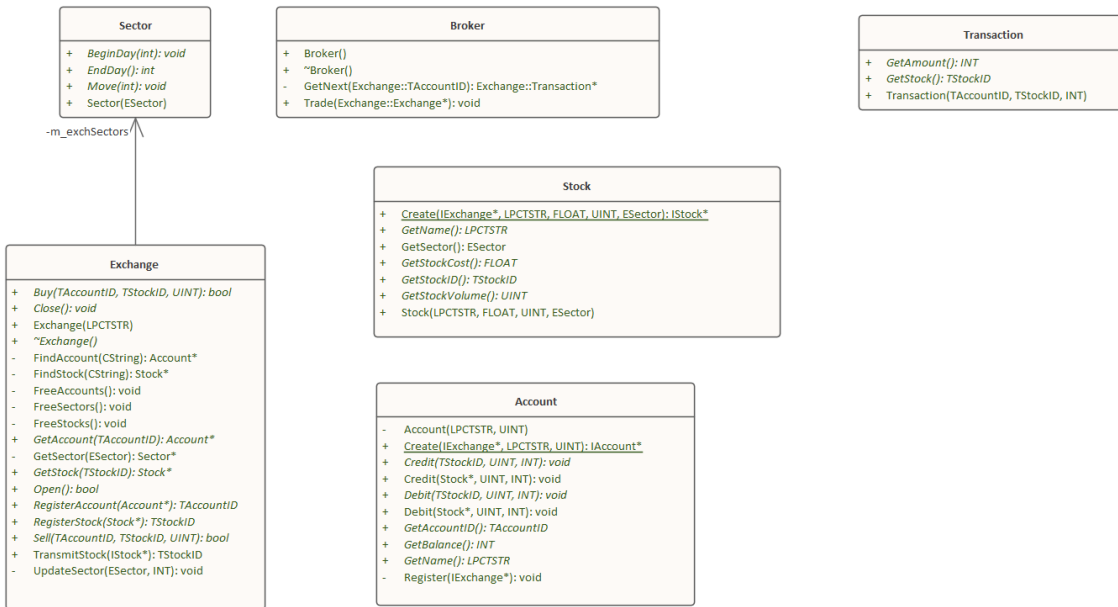 Sector
+ BeginDay(int): void
+ EndDay(): int
+ Move(int): void
+ Sector(ESector)
Broker
+ Broker()
+ ~Broker()
- GetNext(Exchange::TAccountID): Exchange::Transaction*
+ Trade(Exchange::Exchange*): void
Transaction
+ GetAmount(): INT
+ GetStock(): TStockID
+ Transaction(TAccountID, TStockID, INT)
-m_exchSectors
Stock
+ Create(IExchange*, LPCTSTR, FLOAT, UINT, ESector): IStock*
+ GetName(): LPCTSTR
+ GetSector(): ESector
+ GetStockCost(): FLOAT
+ GetStockID(): TStockID
+ GetStockVolume(): UINT
+ Stock(LPCTSTR, FLOAT, UINT, ESector)
Exchange
+ Buy(TAccountID, TStockID, UINT): bool
+ Close(): void
+ Exchange(LPCTSTR)
+ ~Exchange()
- FindAccount(CString): Account*
- FindStock(CString): Stock*
- FreeAccounts(): void
- FreeSectors(): void
- FreeStocks(): void
+ GetAccount(TAccountID): Account*
- GetSector(ESector): Sector*
+ GetStock(TStockID): Stock*
+ Open(): bool
+ RegisterAccount(Account*): TAccountID
+ RegisterStock(Stock*): TStockID
+ Sell(TAccountID, TStockID, UINT): bool
+ TransmitStock(IStock*): TStockID
- UpdateSector(ESector, INT): void
Account
- Account(LPCTSTR, UINT)
+ Create(IExchange*, LPCTSTR, UINT): IAccount*
+ Credit(TStockID, UINT, INT): void
+ Credit(Stock*, UINT, INT): void
+ Debit(TStockID, UINT, INT): void
+ Debit(Stock*, UINT, INT): void
+ GetAccountID(): TAccountID
+ GetBalance(): INT
+ GetName(): LPCTSTR
- Register(IExchange*): void